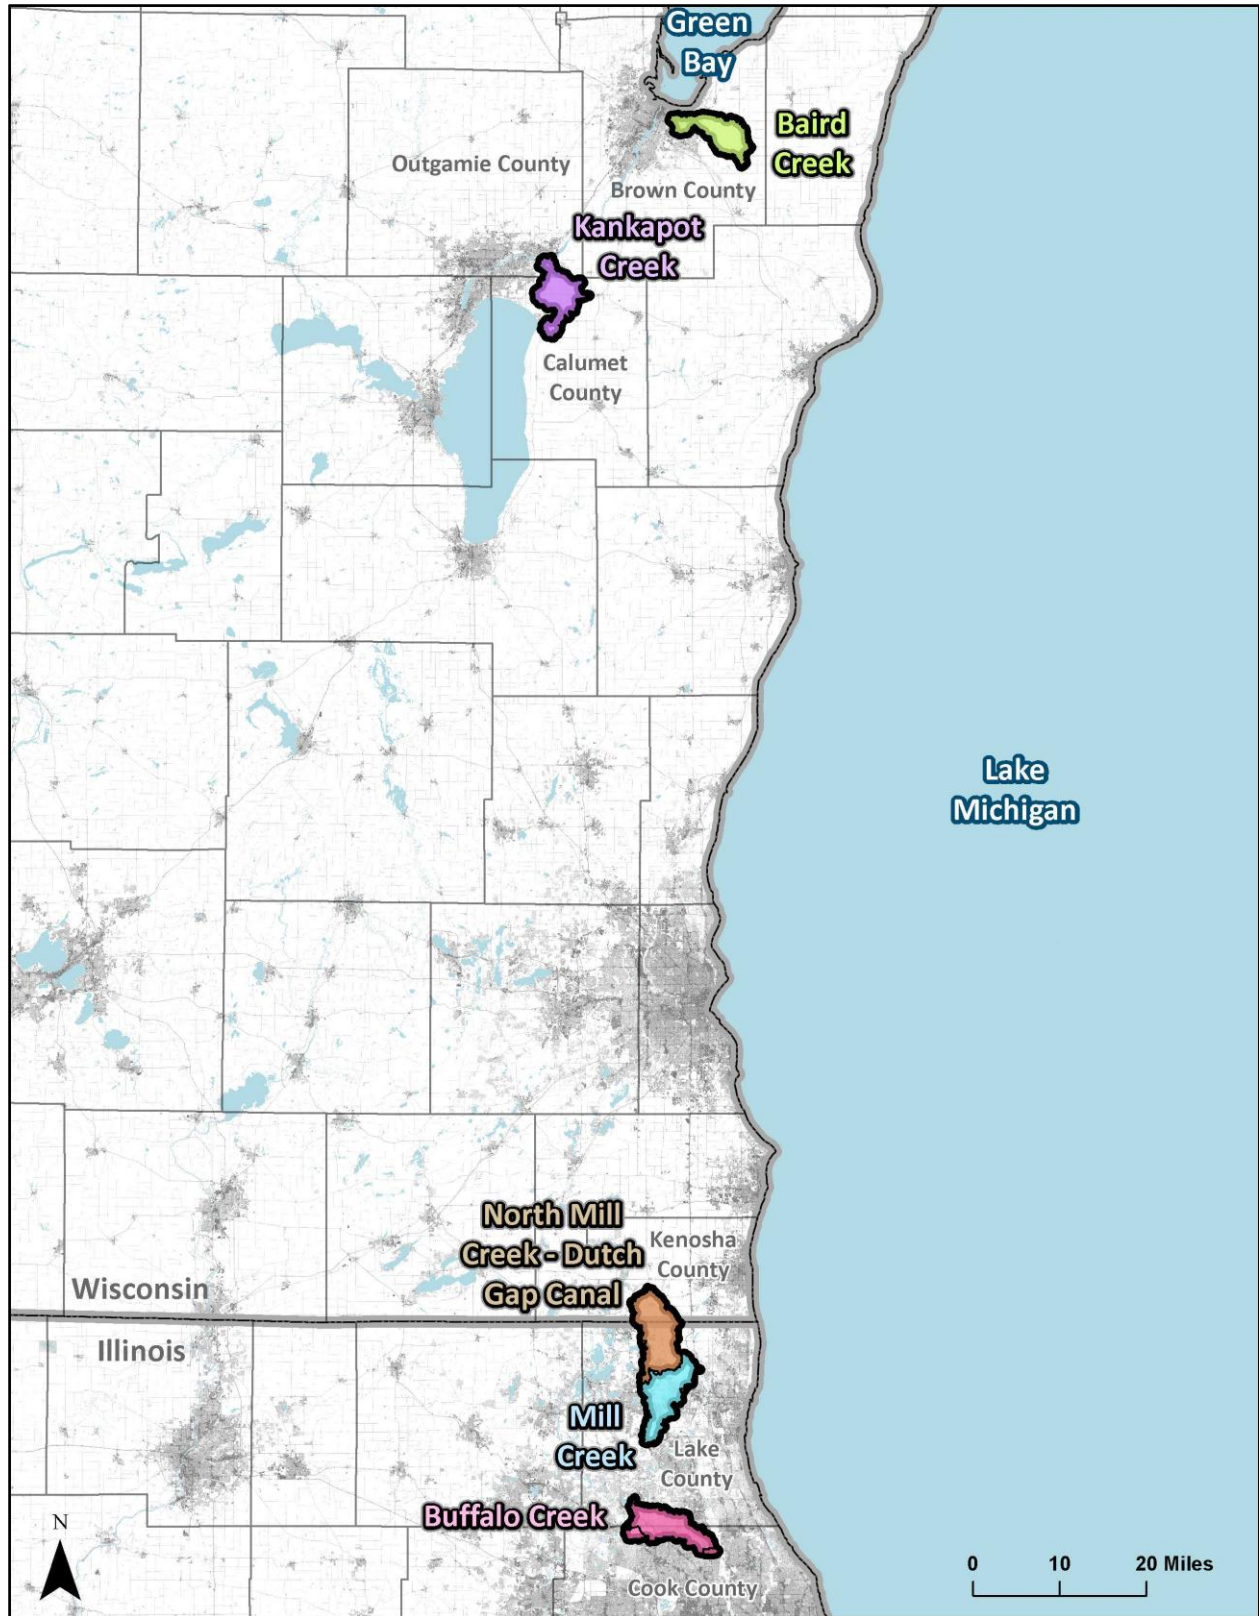 Green
Bay
Baird
Creek
Outgamie County
Brown County
Kankapot
Creek
Calumet
County
Lake
Michigan
North Mill
Creek - Dutch
Gap Canal
Kenosha
County
Wisconsin
Illinois
Mill
Creek
Lake
County
Buffalo Creek
Cook County
N
0 10 20 Miles